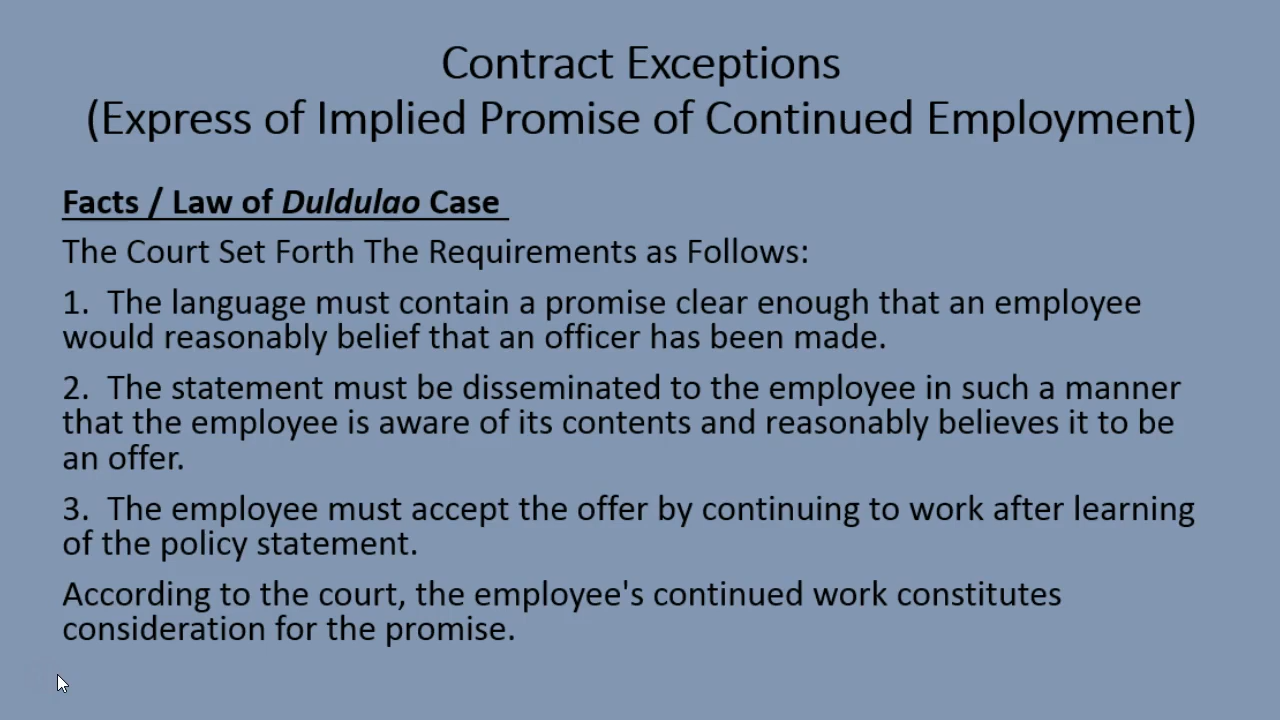 Contract Exceptions
(Express of Implied Promise of Continued Employment)
Facts / Law of Duldulao Case
The Court Set Forth The Requirements as Follows:
1. The language must contain a promise clear enough that an employee
would reasonably belief that an officer has been made.
2. The statement must be disseminated to the employee in such a manner
that the employee is aware of its contents and reasonably believes it to be
an offer.
3. The employee must accept the offer by continuing to work after learning
of the policy statement.
According to the court, the employee's continued work constitutes
consideration for the promise.